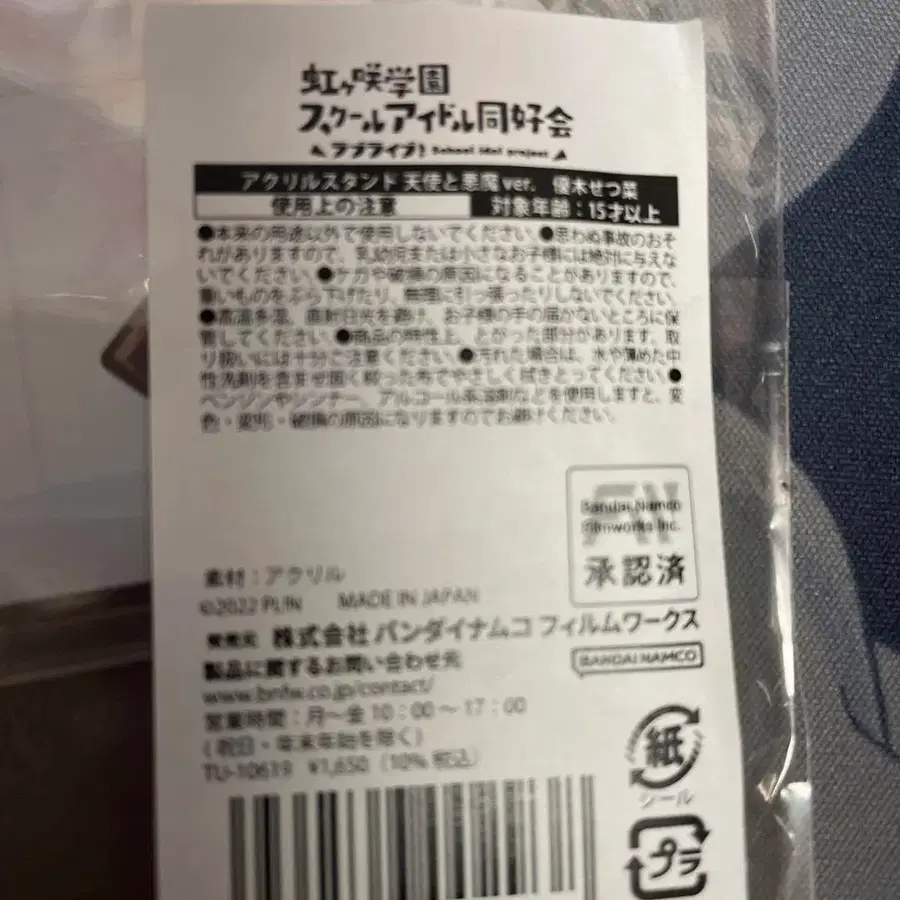 虹ヶ咲学園
スクールアイドル同好会
ラブライブ! School idol project
アクリルスタンド 天使と悪魔 ver. 優木せつ菜
使用上の注意 対象年齢：15才以上
●本来の用途以外で使用しないでください ●思わぬ事故のおそ
れがありますので、乳幼児または小さなお子様には絶対に与えな
いでください ●ケガや破損の原因になることがありますので、
重いものをぶら下げたり、無理に引っ張ったりしないでください。
●高温多湿、直射日光を避け、お子様の手の届かないところに保
管してください ●商品の特性上、とがった部分があります。取
り扱いには十分ご注意ください ●汚れた場合は、水や薄めた中
性洗剤を含ませ固く絞った布でやさしく拭きとってください。●
ベンジンやシンナー、アルコール系溶剤などを使用しますと、変
色・変形・破損の原因になりますのでお避けください。
Bandai Namco
Filmworks Inc.
承認済
素材：アクリル
©2022 PLIN MADE IN JAPAN
発売元 株式会社 バンダイナムコ フィルムワークス
製品に関するお問い合わせ先
BANDAI NAMCO
www.bnfw.co.jp/contact/
営業時間：月～金 10：00～17：00
(祝日・年末年始を除く)
TU-10619 ¥1,650（10% 税込）
紙
シール
プラ